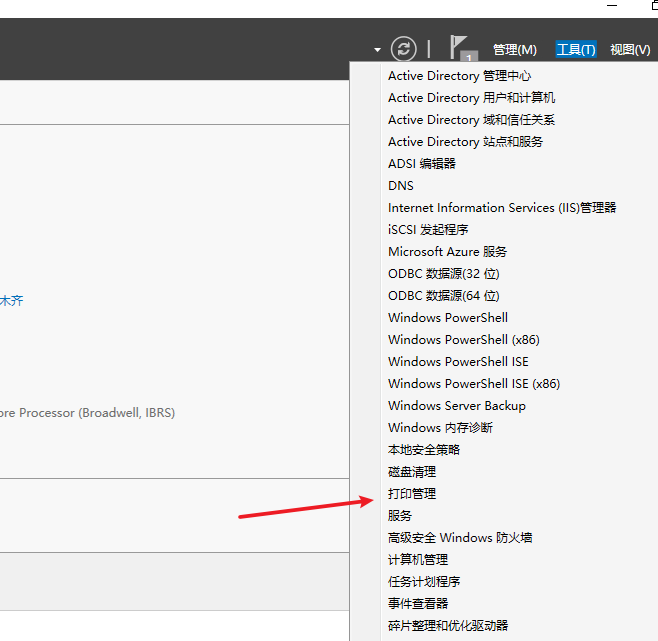 1
管理(M) 工具(T) 视图(V)
Active Directory 管理中心
Active Directory 用户和计算机
Active Directory 域和信任关系
Active Directory 站点和服务
ADSI 编辑器
DNS
Internet Information Services (IIS)管理器
iSCSI 发起程序
Microsoft Azure 服务
ODBC 数据源(32 位)
ODBC 数据源(64 位)
Windows PowerShell
Windows PowerShell (x86)
Windows PowerShell ISE
Windows PowerShell ISE (x86)
Windows Server Backup
Windows 内存诊断
本地安全策略
磁盘清理
打印管理
服务
高级安全 Windows 防火墙
计算机管理
任务计划程序
事件查看器
碎片整理和优化驱动器
木齐
ore Processor (Broadwell, IBRS)